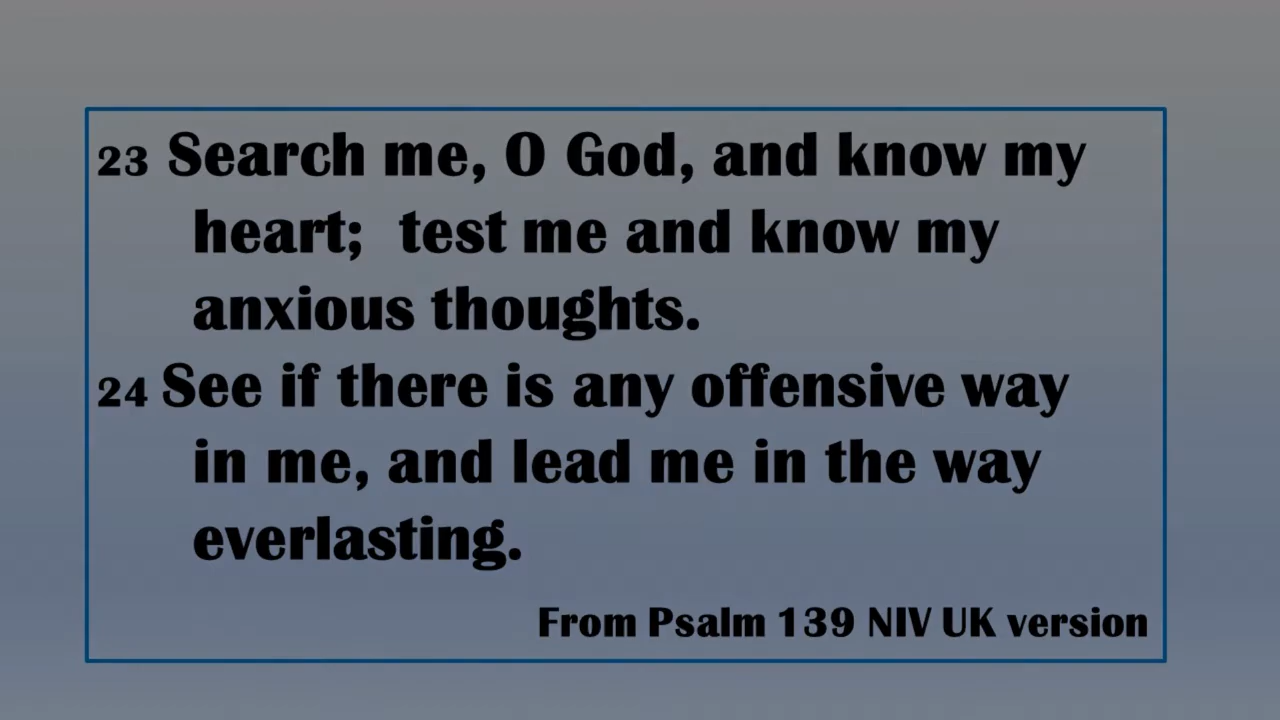 23 Search me, O God, and know my
heart;  test me and know my
anxious thoughts.
24 See if there is any offensive way
in me, and lead me in the way
everlasting.
From Psalm 139 NIV UK version